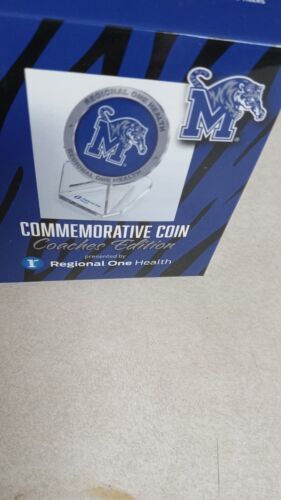 REGIONAL ONE HEALTH
M
M
REGIONAL ONE HEALTH
COMMEMORATIVE COIN
Coaches Edition
presented by
r Regional One Health